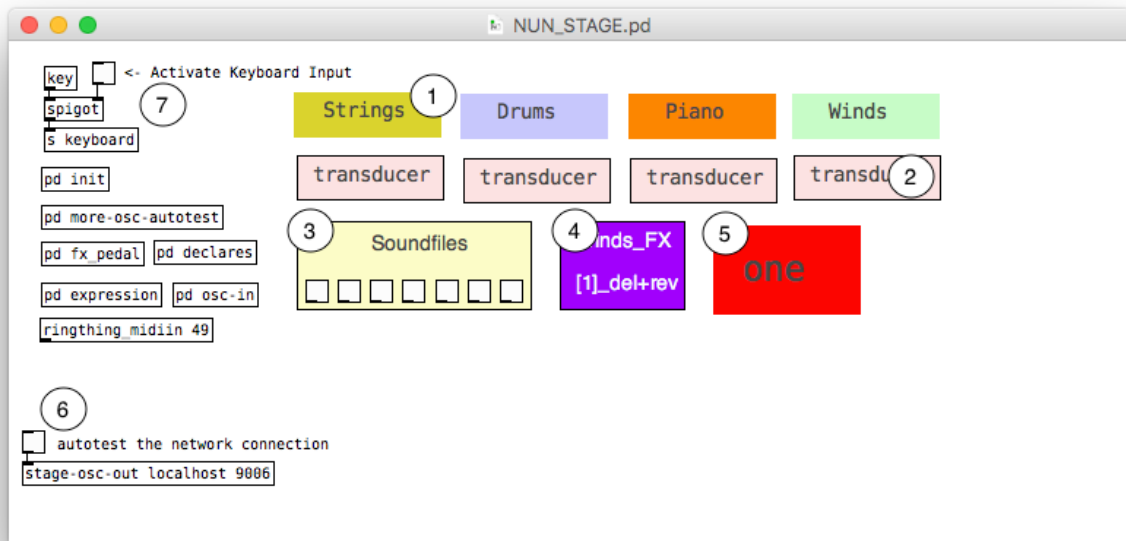 NUN_STAGE.pd
key
<- Activate Keyboard Input
spigot
7
s keyboard
pd init
pd more-osc-autotest
pd fx_pedal
pd declares
pd expression
pd osc-in
ringthing_midiin 49
Strings
1
Drums
Piano
Winds
transducer
transducer
transducer
transdu
2
3
Soundfiles
4
inds_FX
[1]_del+rev
5
one
6
autotest the network connection
stage-osc-out localhost 9006